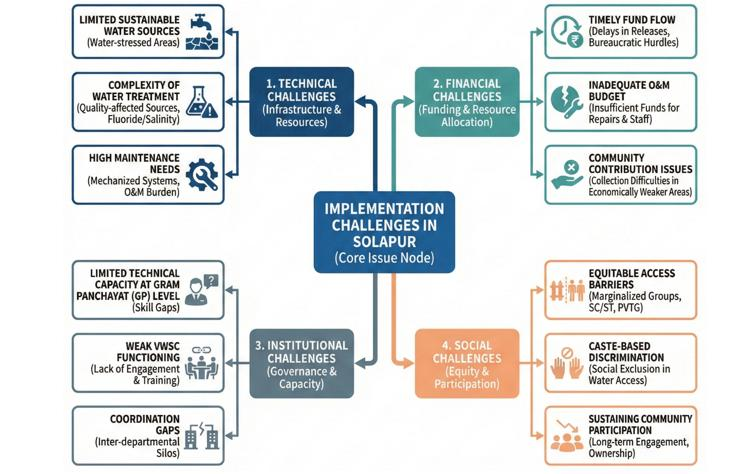 LIMITED SUSTAINABLE
WATER SOURCES
(Water-stressed Areas)
COMPLEXITY OF
WATER TREATMENT
(Quality-affected Sources,
Fluoride/Salinity)
HIGH MAINTENANCE
NEEDS
(Mechanized Systems,
O&M Burden)
1. TECHNICAL
CHALLENGES
(Infrastructure &
Resources)
2. FINANCIAL
CHALLENGES
(Funding & Resource
Allocation)
TIMELY FUND FLOW
(Delays in Releases,
Bureaucratic Hurdles)
₹
INADEQUATE O&M
BUDGET
(Insufficient Funds for
Repairs & Staff)
COMMUNITY
CONTRIBUTION ISSUES
(Collection Difficulties in
Economically Weaker Areas)
IMPLEMENTATION
CHALLENGES IN
SOLAPUR
(Core Issue Node)
LIMITED TECHNICAL
CAPACITY AT GRAM
PANCHAYAT (GP) LEVEL
(Skill Gaps)
?
WEAK VWSC
FUNCTIONING
(Lack of Engagement
& Training)
COORDINATION
GAPS
(Inter-departmental
Silos)
3. INSTITUTIONAL
CHALLENGES
(Governance &
Capacity)
4. SOCIAL
CHALLENGES
(Equity &
Participation)
EQUITABLE ACCESS
BARRIERS
(Marginalized Groups,
SC/ST, PVTG)
CASTE-BASED
DISCRIMINATION
(Social Exclusion in
Water Access)
SUSTAINING COMMUNITY
PARTICIPATION
(Long-term Engagement,
Ownership)